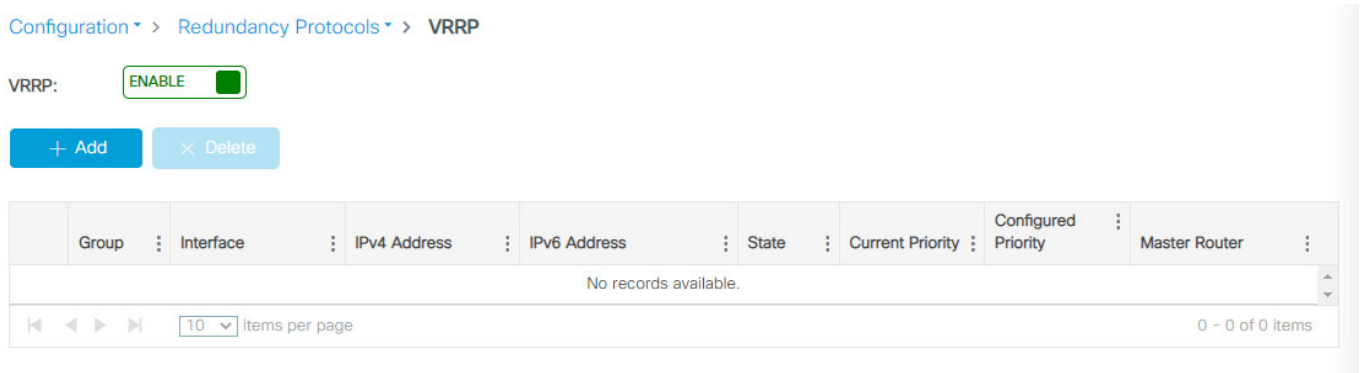 Configuration > Redundancy Protocols > VRRP
VRRP: ENABLE
+ Add × Delete
Group Interface IPv4 Address IPv6 Address State Current Priority Configured Priority Master Router
No records available.
10 items per page 0 - 0 of 0 items